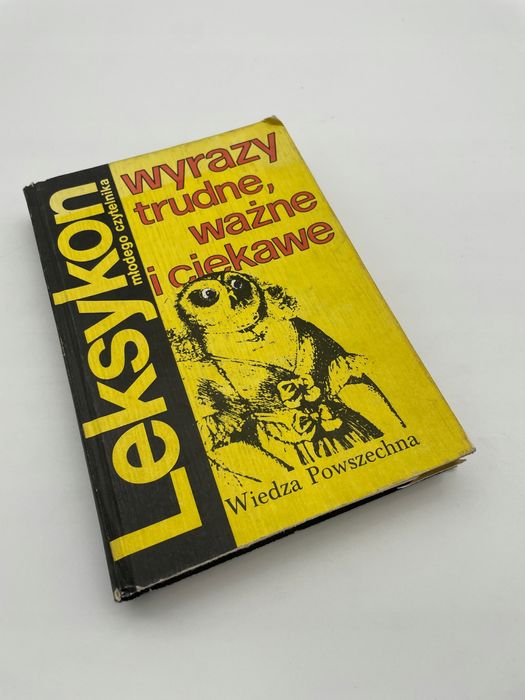 Leksykon
młodego czytelnika
wyrazy
trudne,
ważne
i ciekawe
Wiedza Powszechna